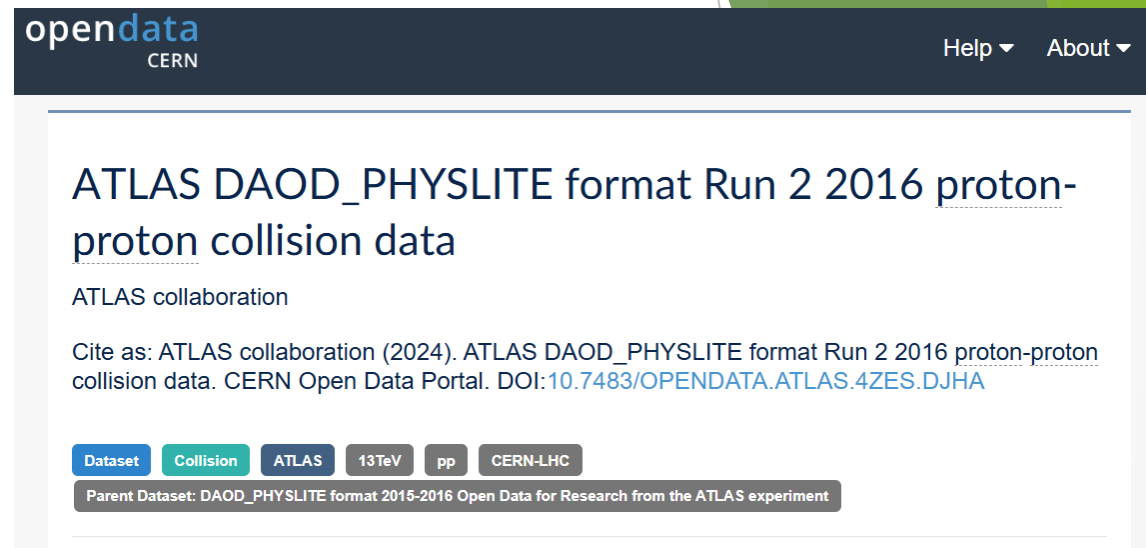 opendata
CERN
Help
About
ATLAS DAOD_PHYSLITE format Run 2 2016 proton-
proton collision data
ATLAS collaboration
Cite as: ATLAS collaboration (2024). ATLAS DAOD_PHYSLITE format Run 2 2016 proton-proton
collision data. CERN Open Data Portal. DOI:10.7483/OPENDATA.ATLAS.4ZES.DJHA
Dataset Collision ATLAS 13TeV pp CERN-LHC
Parent Dataset: DAOD_PHYSLITE format 2015-2016 Open Data for Research from the ATLAS experiment